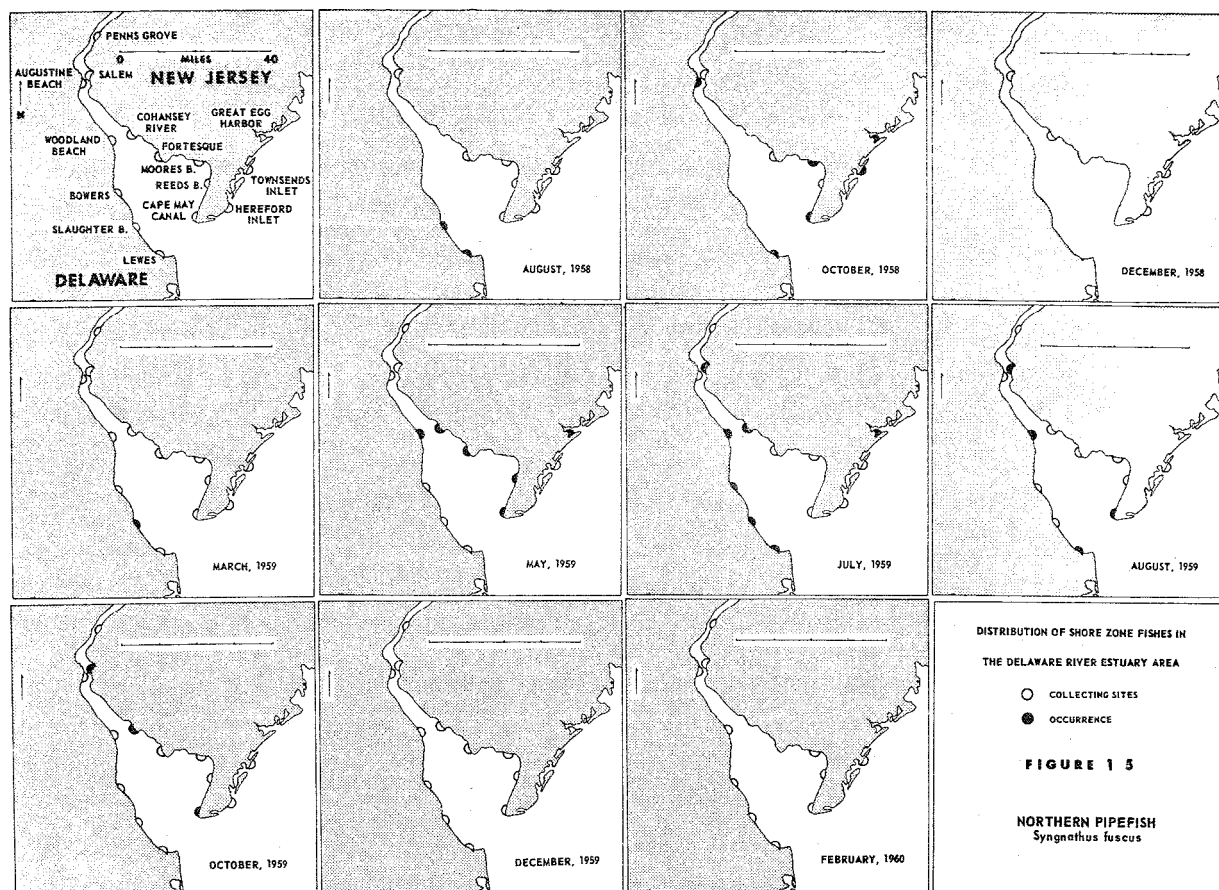 PENNS GROVE
0 MILES 40
AUGUSTINE BEACH
SALEM
NEW JERSEY
COHANSEY RIVER
GREAT EGG HARBOR
WOODLAND BEACH
FORTESQUE
MOORES B.
REEDS B.
TOWNSENDS INLET
BOWERS
CAPE MAY CANAL
HEREFORD INLET
SLAUGHTER B.
LEWES
DELAWARE
AUGUST, 1958
OCTOBER, 1958
DECEMBER, 1958
MARCH, 1959
MAY, 1959
JULY, 1959
AUGUST, 1959
OCTOBER, 1959
DECEMBER, 1959
FEBRUARY, 1960
DISTRIBUTION OF SHORE ZONE FISHES IN
THE DELAWARE RIVER ESTUARY AREA
COLLECTING SITES
OCCURRENCE
FIGURE 1 5
NORTHERN PIPEFISH
Syngnathus fuscus